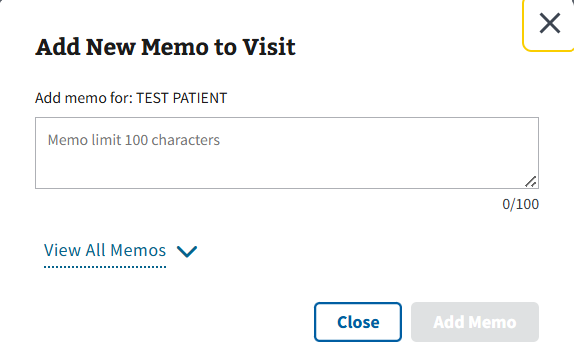 Add New Memo to Visit
Add memo for: TEST PATIENT
Memo limit 100 characters
0/100
View All Memos
Close
Add Memo